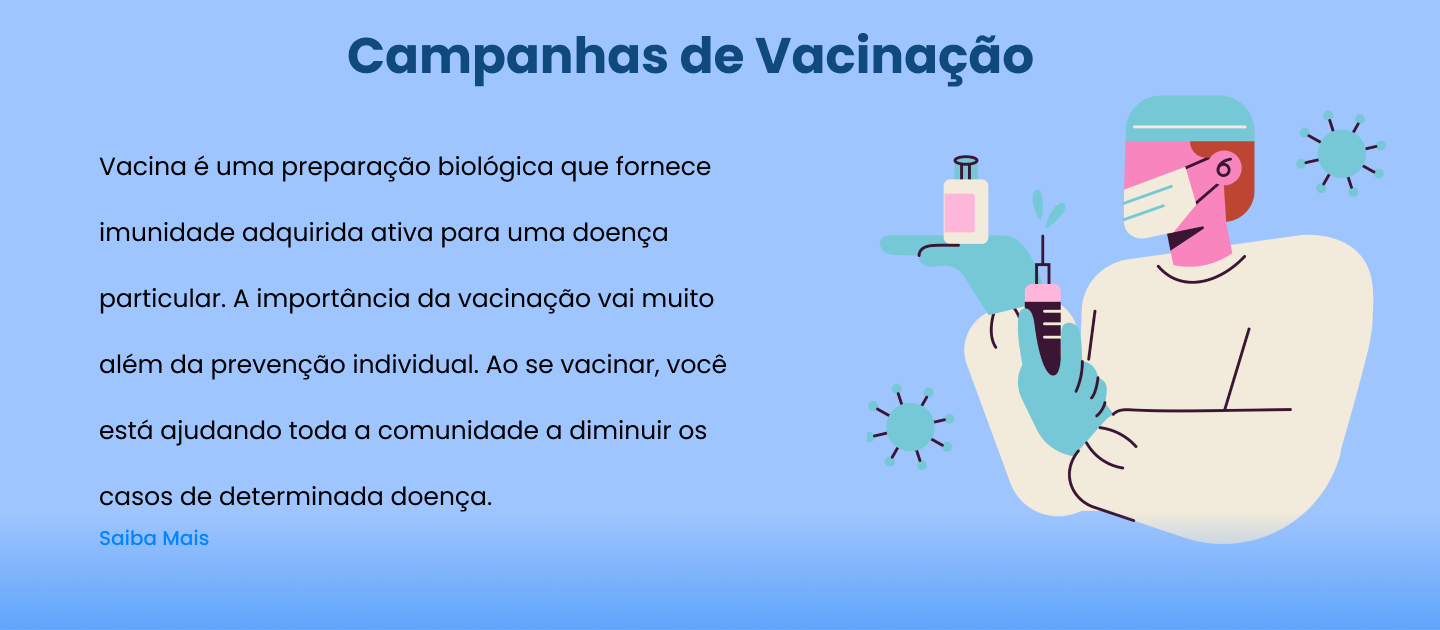 Campanhas de Vacinação
Vacina é uma preparação biológica que fornece
imunidade adquirida ativa para uma doença
particular. A importância da vacinação vai muito
além da prevenção individual. Ao se vacinar, você
está ajudando toda a comunidade a diminuir os
casos de determinada doença.
Saiba Mais